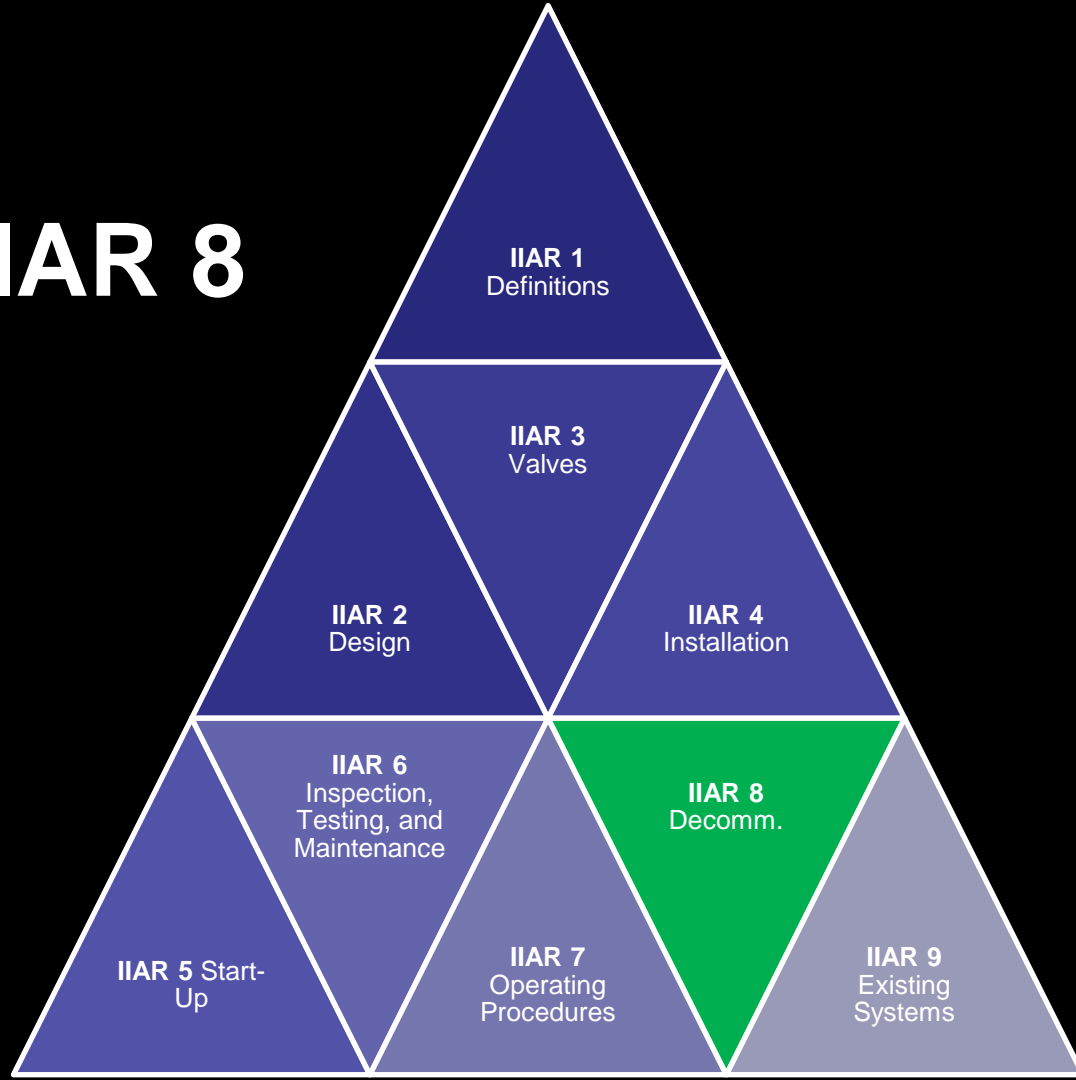 IIAR 8
IIAR 1
Definitions
IIAR 3
Valves
IIAR 2
Design
IIAR 4
Installation
IIAR 6
Inspection,
Testing, and
Maintenance
IIAR 8
Decomm.
IIAR 5 Start-
Up
IIAR 7
Operating
Procedures
IIAR 9
Existing
Systems